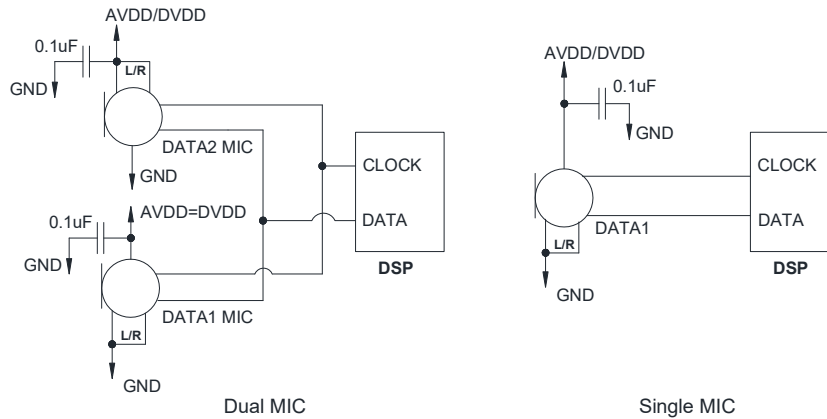 AVDD/DVDD
0.1uF
L/R
GND
DATA2 MIC
GND
CLOCK
DATA
DSP
0.1uF
AVDD=DVDD
GND
DATA1 MIC
L/R
GND
Dual MIC
AVDD/DVDD
0.1uF
GND
CLOCK
DATA
DATA1
L/R
DSP
GND
Single MIC